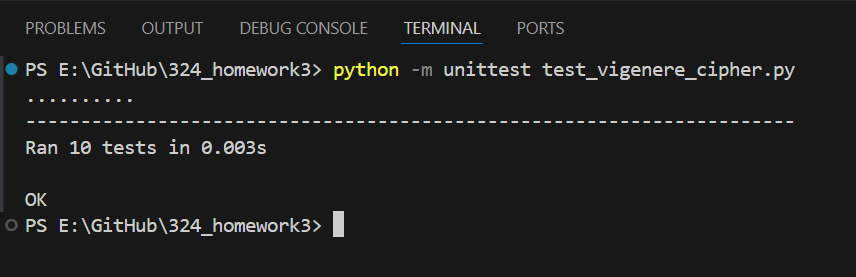 PROBLEMS OUTPUT DEBUG CONSOLE TERMINAL PORTS
PS E:\GitHub\324_homework3> python -m unittest test_vigenere_cipher.py
..........
----------------------------------------------------------------------
Ran 10 tests in 0.003s
OK
PS E:\GitHub\324_homework3>